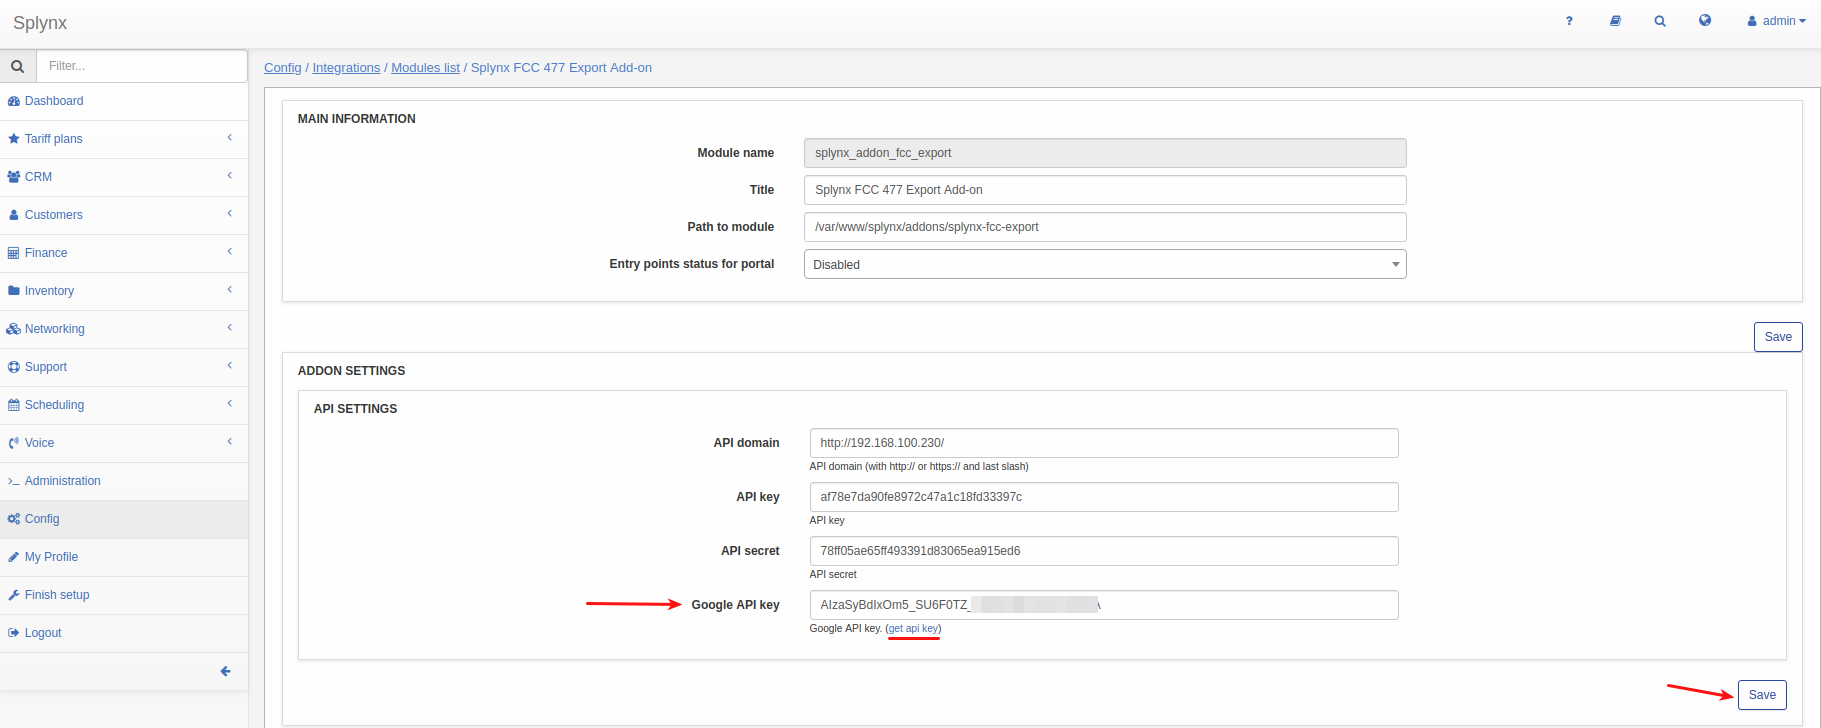 Splynx
? admin
Filter...
Config / Integrations / Modules list / Splynx FCC 477 Export Add-on
Dashboard
Tariff plans
CRM
Customers
Finance
Inventory
Networking
Support
Scheduling
Voice
Administration
Config
My Profile
Finish setup
Logout
MAIN INFORMATION
Module name splynx_addon_fcc_export
Title Splynx FCC 477 Export Add-on
Path to module /var/www/splynx/addons/splynx-fcc-export
Entry points status for portal Disabled
Save
ADDON SETTINGS
API SETTINGS
API domain http://192.168.100.230/
API domain (with http:// or https:// and last slash)
API key af78e7da90fe8972c47a1c18fd33397c
API key
API secret 78ff05ae65ff493391d83065ea915ed6
API secret
Google API key
Google API key. (get api key)
Save